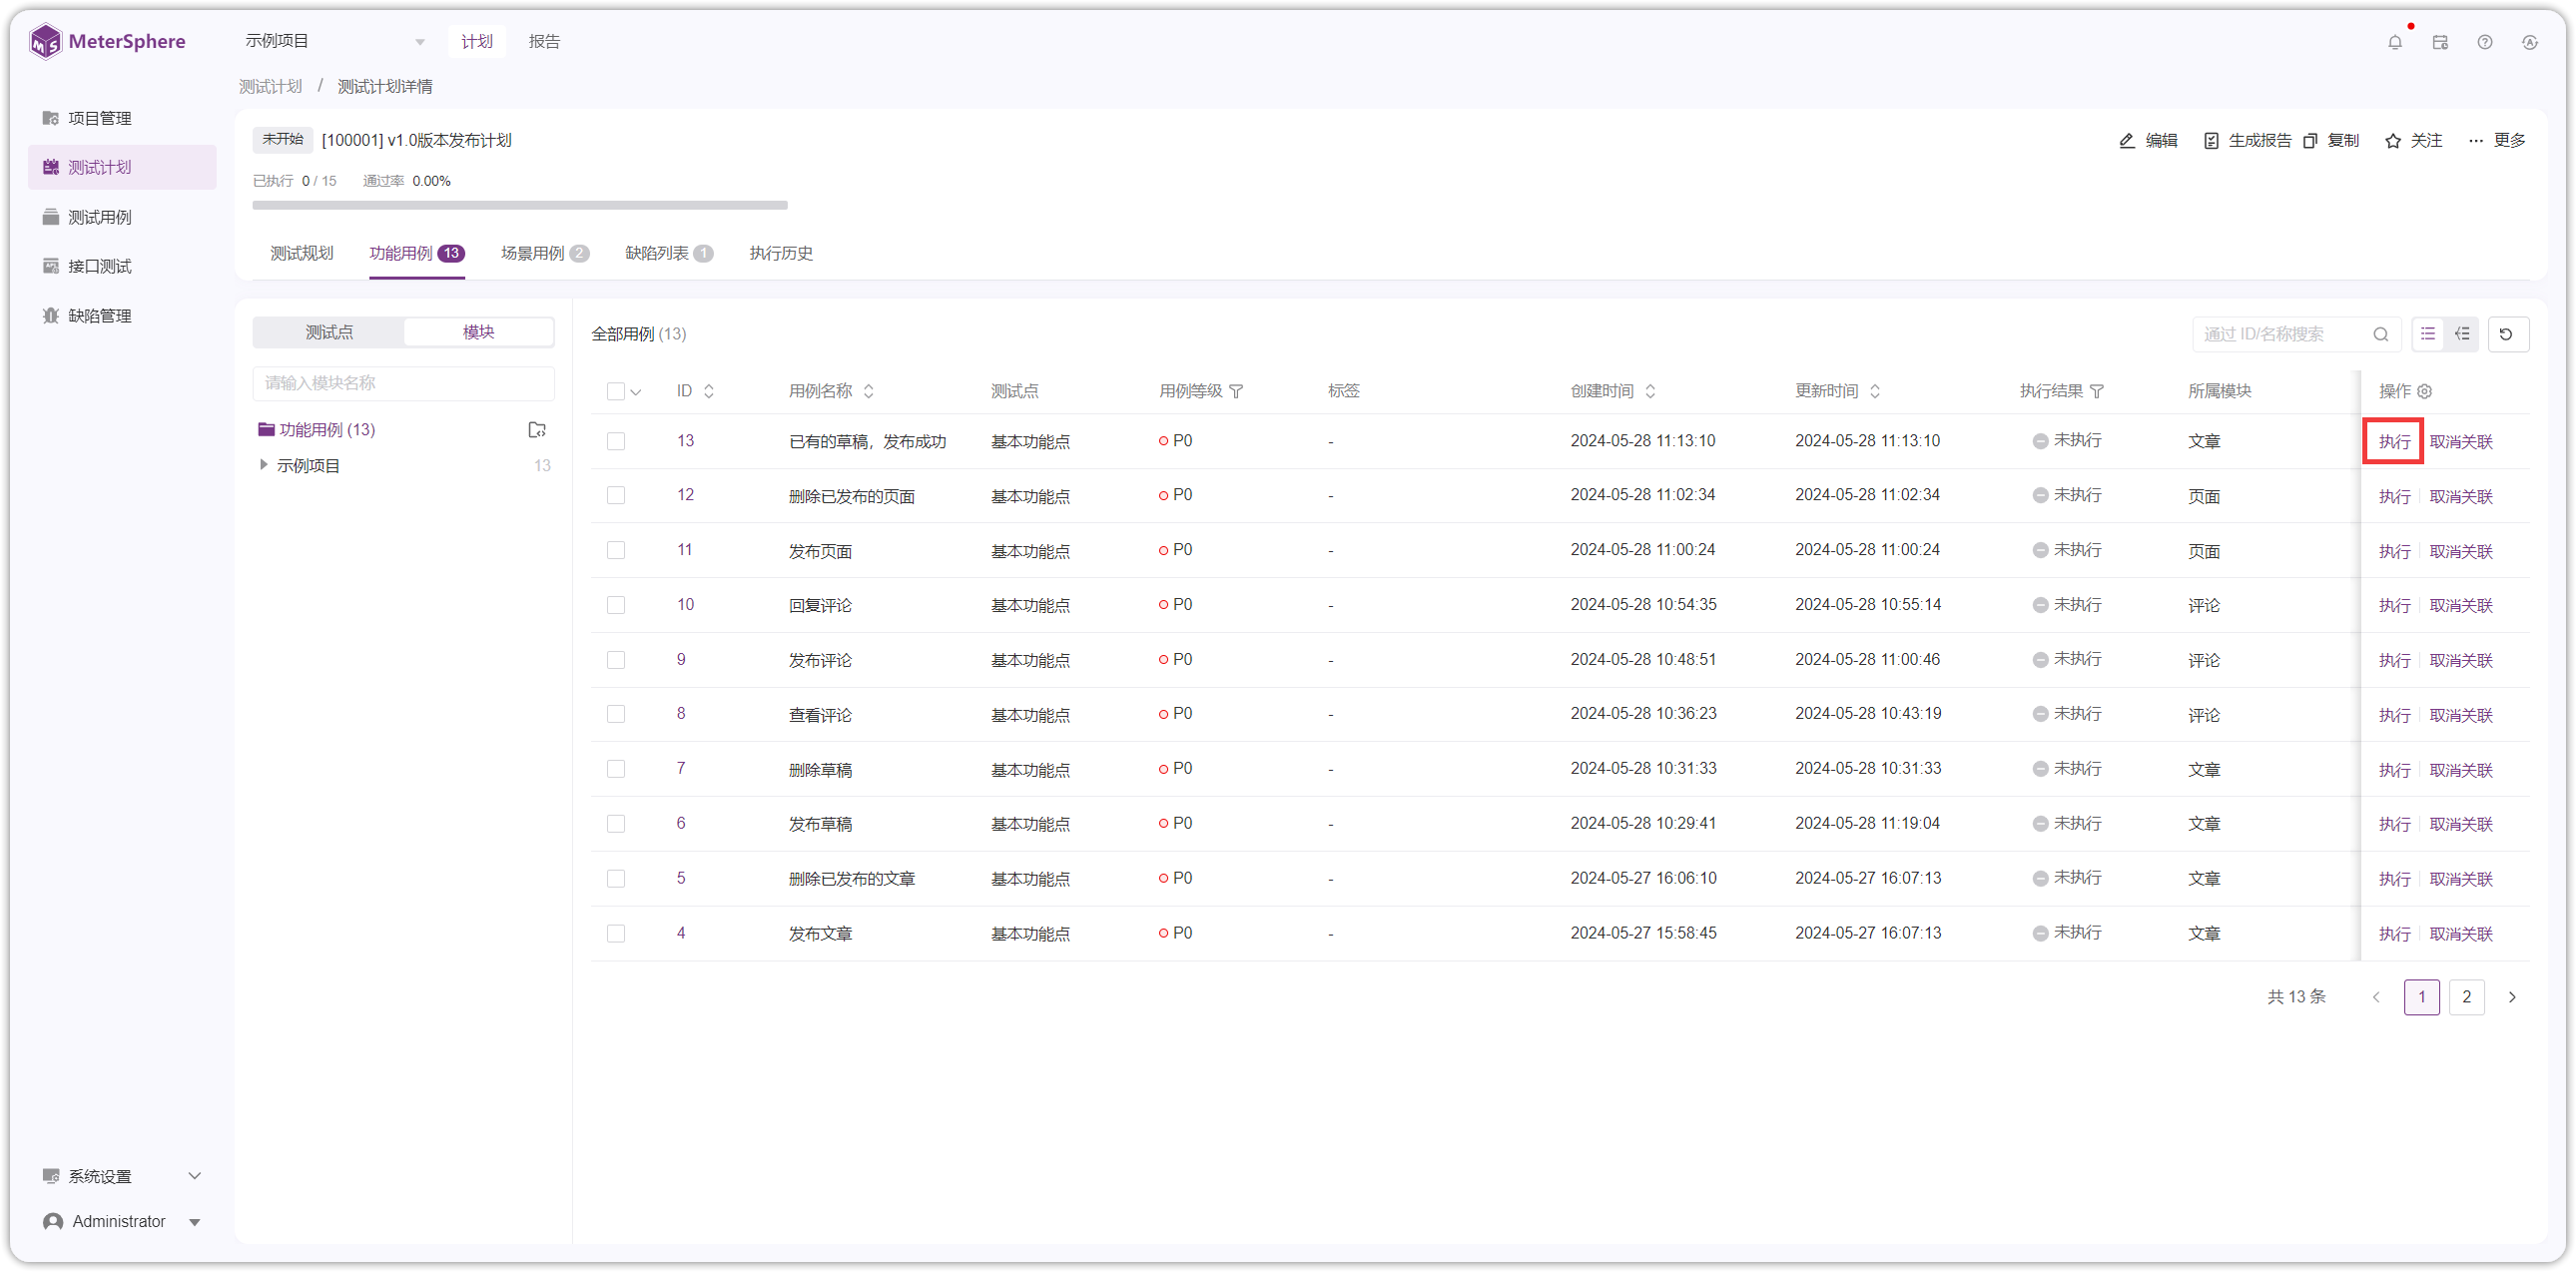 MeterSphere 示例项目 计划 报告
测试计划 / 测试计划详情
项目管理
测试计划
测试用例
接口测试
缺陷管理
未开始 [100001] v1.0版本发布计划 编辑 生成报告 复制 关注 更多
已执行 0 / 15 通过率 0.00%
测试规划 功能用例 13 场景用例 2 缺陷列表 1 执行历史
测试点 模块
请输入模块名称
功能用例 (13)
示例项目 13
全部用例 (13) 通过 ID/名称搜索
ID 用例名称 测试点 用例等级 标签 创建时间 更新时间 执行结果 所属模块 操作
13 已有的草稿，发布成功 基本功能点 P0 - 2024-05-28 11:13:10 2024-05-28 11:13:10 未执行 文章 执行 取消关联
12 删除已发布的页面 基本功能点 P0 - 2024-05-28 11:02:34 2024-05-28 11:02:34 未执行 页面 执行 取消关联
11 发布页面 基本功能点 P0 - 2024-05-28 11:00:24 2024-05-28 11:00:24 未执行 页面 执行 取消关联
10 回复评论 基本功能点 P0 - 2024-05-28 10:54:35 2024-05-28 10:55:14 未执行 评论 执行 取消关联
9 发布评论 基本功能点 P0 - 2024-05-28 10:48:51 2024-05-28 11:00:46 未执行 评论 执行 取消关联
8 查看评论 基本功能点 P0 - 2024-05-28 10:36:23 2024-05-28 10:43:19 未执行 评论 执行 取消关联
7 删除草稿 基本功能点 P0 - 2024-05-28 10:31:33 2024-05-28 10:31:33 未执行 文章 执行 取消关联
6 发布草稿 基本功能点 P0 - 2024-05-28 10:29:41 2024-05-28 11:19:04 未执行 文章 执行 取消关联
5 删除已发布的文章 基本功能点 P0 - 2024-05-27 16:06:10 2024-05-27 16:07:13 未执行 文章 执行 取消关联
4 发布文章 基本功能点 P0 - 2024-05-27 15:58:45 2024-05-27 16:07:13 未执行 文章 执行 取消关联
共 13 条 1 2
系统设置
Administrator